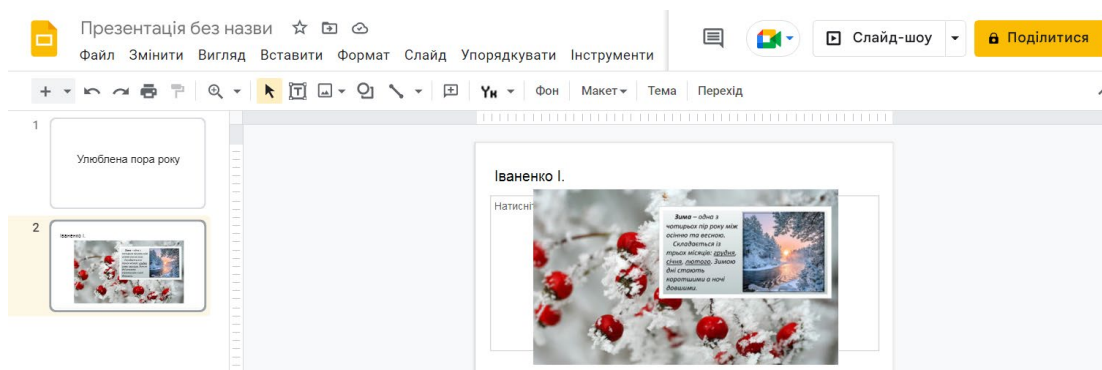 Презентація без назви
Файл Змінити Вигляд Вставити Формат Слайд Упорядкувати Інструменти
Слайд-шоу
Поділитися
Фон Макет Тема Перехід
1
Улюблена пора року
2
Іваненко І.
Іваненко І.
Натисніт
Зима – одна з
чотирьох пір року між
осінню та весною.
Складається із
трьох місяців: грудня,
січня, лютого. Зимою
дні стають
коротшими а ночі
довшими.